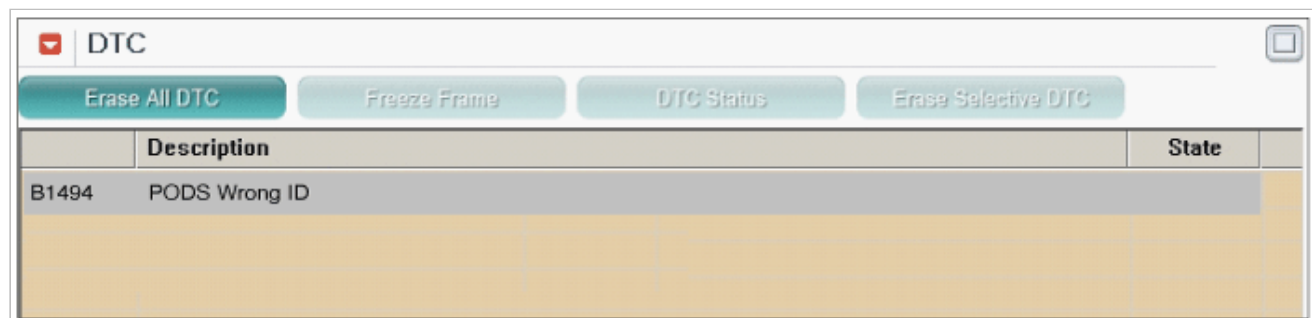 DTC
Erase All DTC Freeze Frame DTC Status Erase Selective DTC
Description State
B1494 PODS Wrong ID